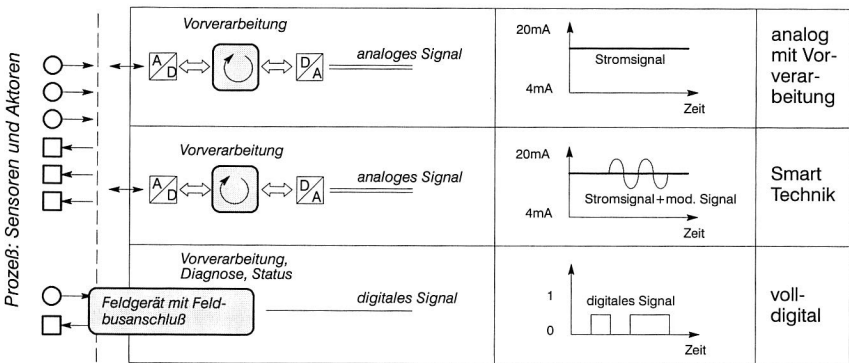 Prozeß: Sensoren und Aktoren
Vorverarbeitung
A
D
D
A
analoges Signal
20mA
Stromsignal
4mA
Zeit
analog
mit Vor-
verar-
beitung
Vorverarbeitung
A
D
D
A
analoges Signal
20mA
Stromsignal+mod. Signal
4mA
Zeit
Smart
Technik
Vorverarbeitung,
Diagnose, Status
Feldgerät mit Feld-
busanschluß
digitales Signal
1
digitales Signal
0
Zeit
voll-
digital